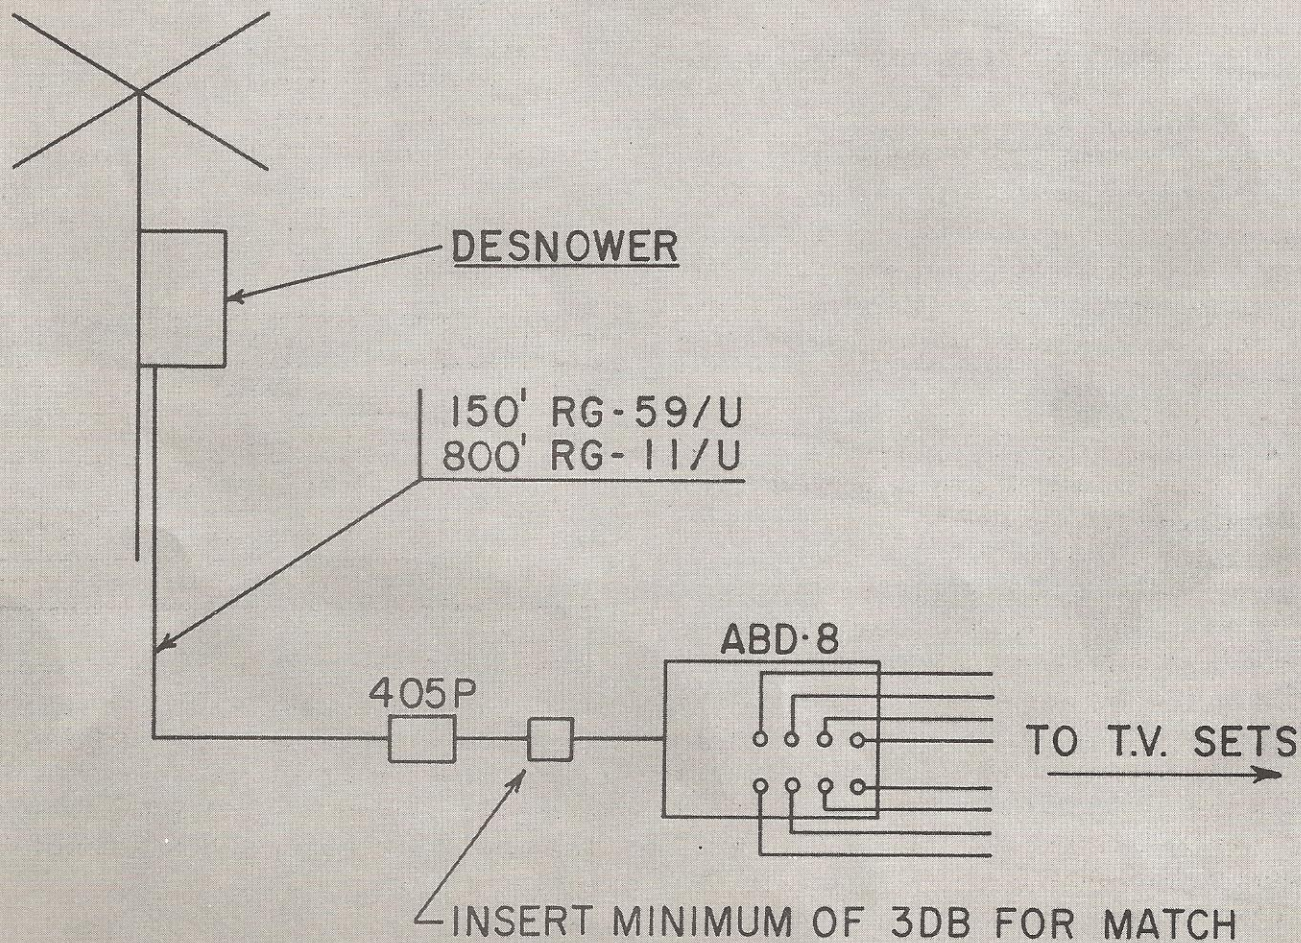 DESNOWER
150' RG-59/U
800' RG-11/U
ABD·8
405P
TO T.V. SETS
INSERT MINIMUM OF 3DB FOR MATCH